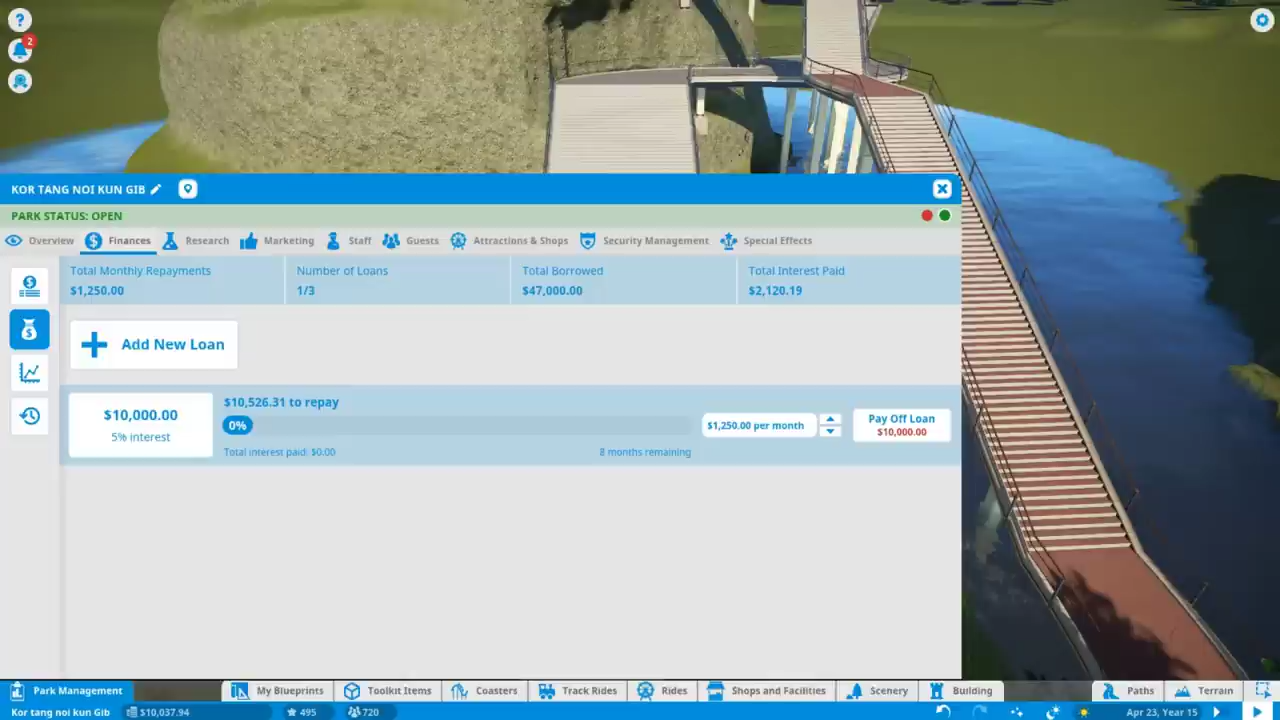 ?
2
KOR TANG NOI KUN GIB
PARK STATUS: OPEN
Overview Finances Research Marketing Staff Guests Attractions & Shops Security Management Special Effects
Total Monthly Repayments Number of Loans Total Borrowed Total Interest Paid
$1,250.00 1/3 $47,000.00 $2,120.19
Add New Loan
$10,526.31 to repay
$10,000.00
5% interest
0%
$1,250.00 per month
Pay Off Loan
$10,000.00
Total interest paid: $0.00 8 months remaining
Park Management My Blueprints Toolkit Items Coasters Track Rides Rides Shops and Facilities Scenery Building Paths Terrain
Kor tang noi kun Gib $10,037.94 495 720 Apr 23, Year 15